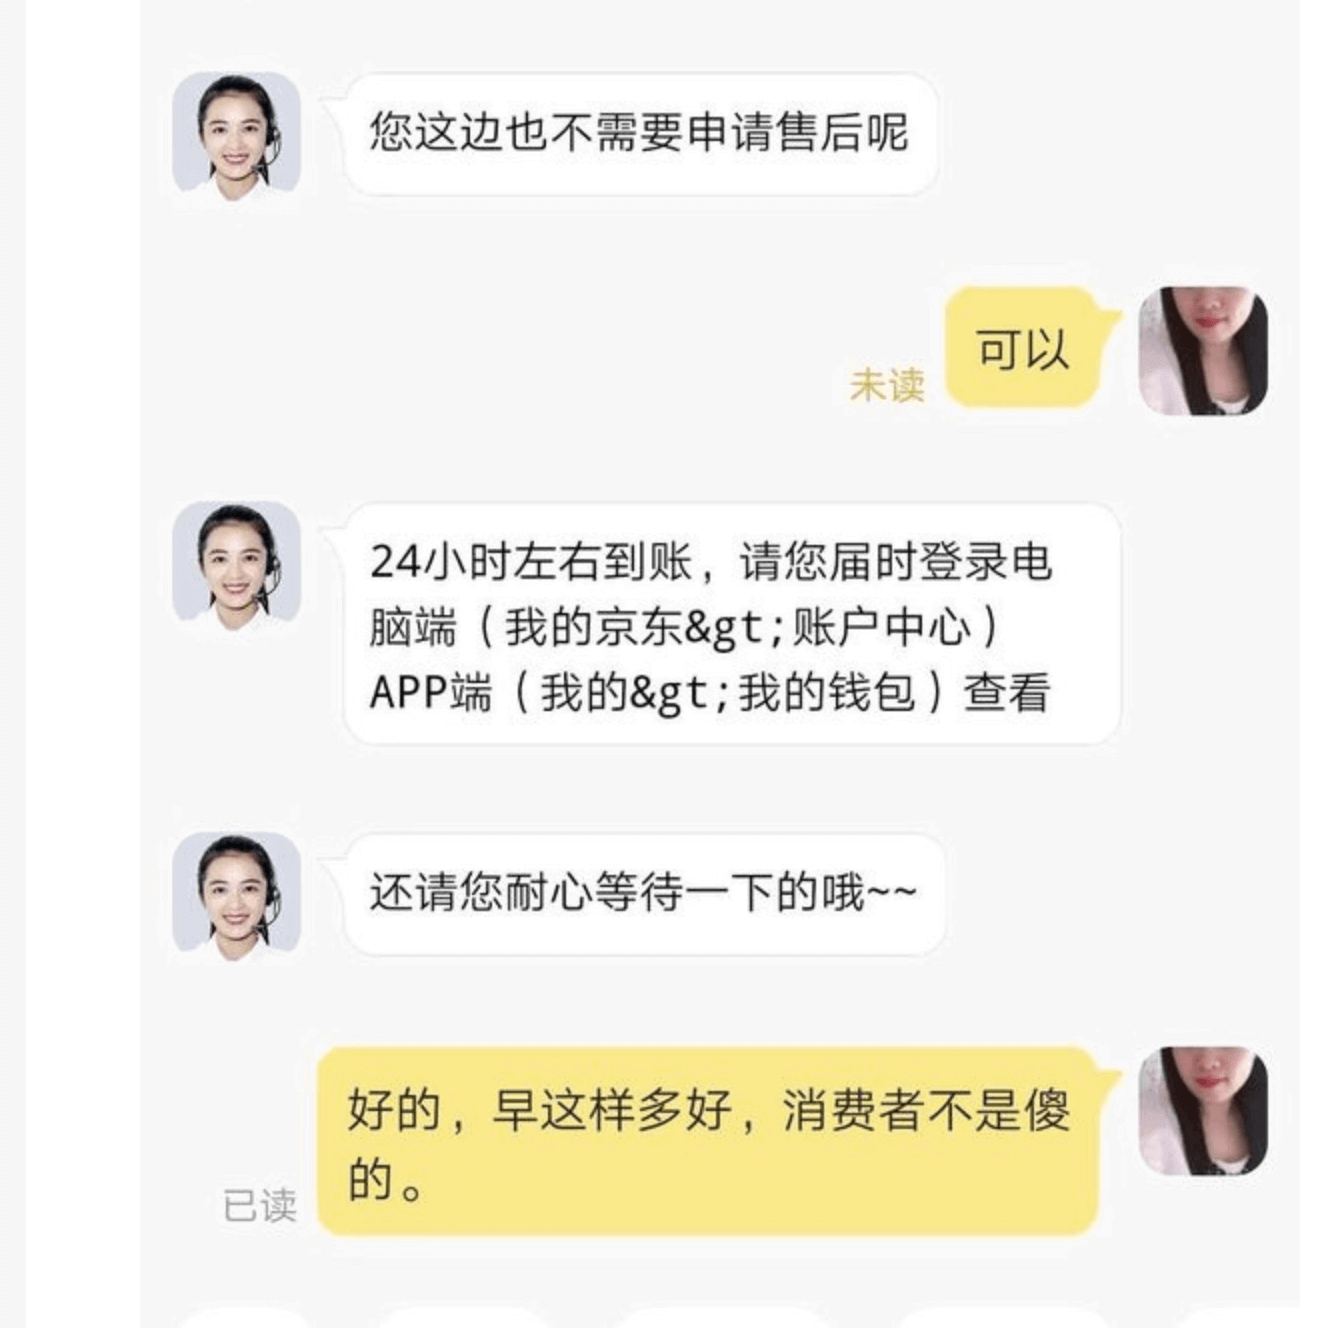 您这边也不需要申请售后呢
可以
未读
24小时左右到账，请您届时登录电
脑端（我的京东&gt;账户中心）
APP端（我的&gt;我的钱包）查看
还请您耐心等待一下的哦~~
好的，早这样多好，消费者不是傻
的。
已读